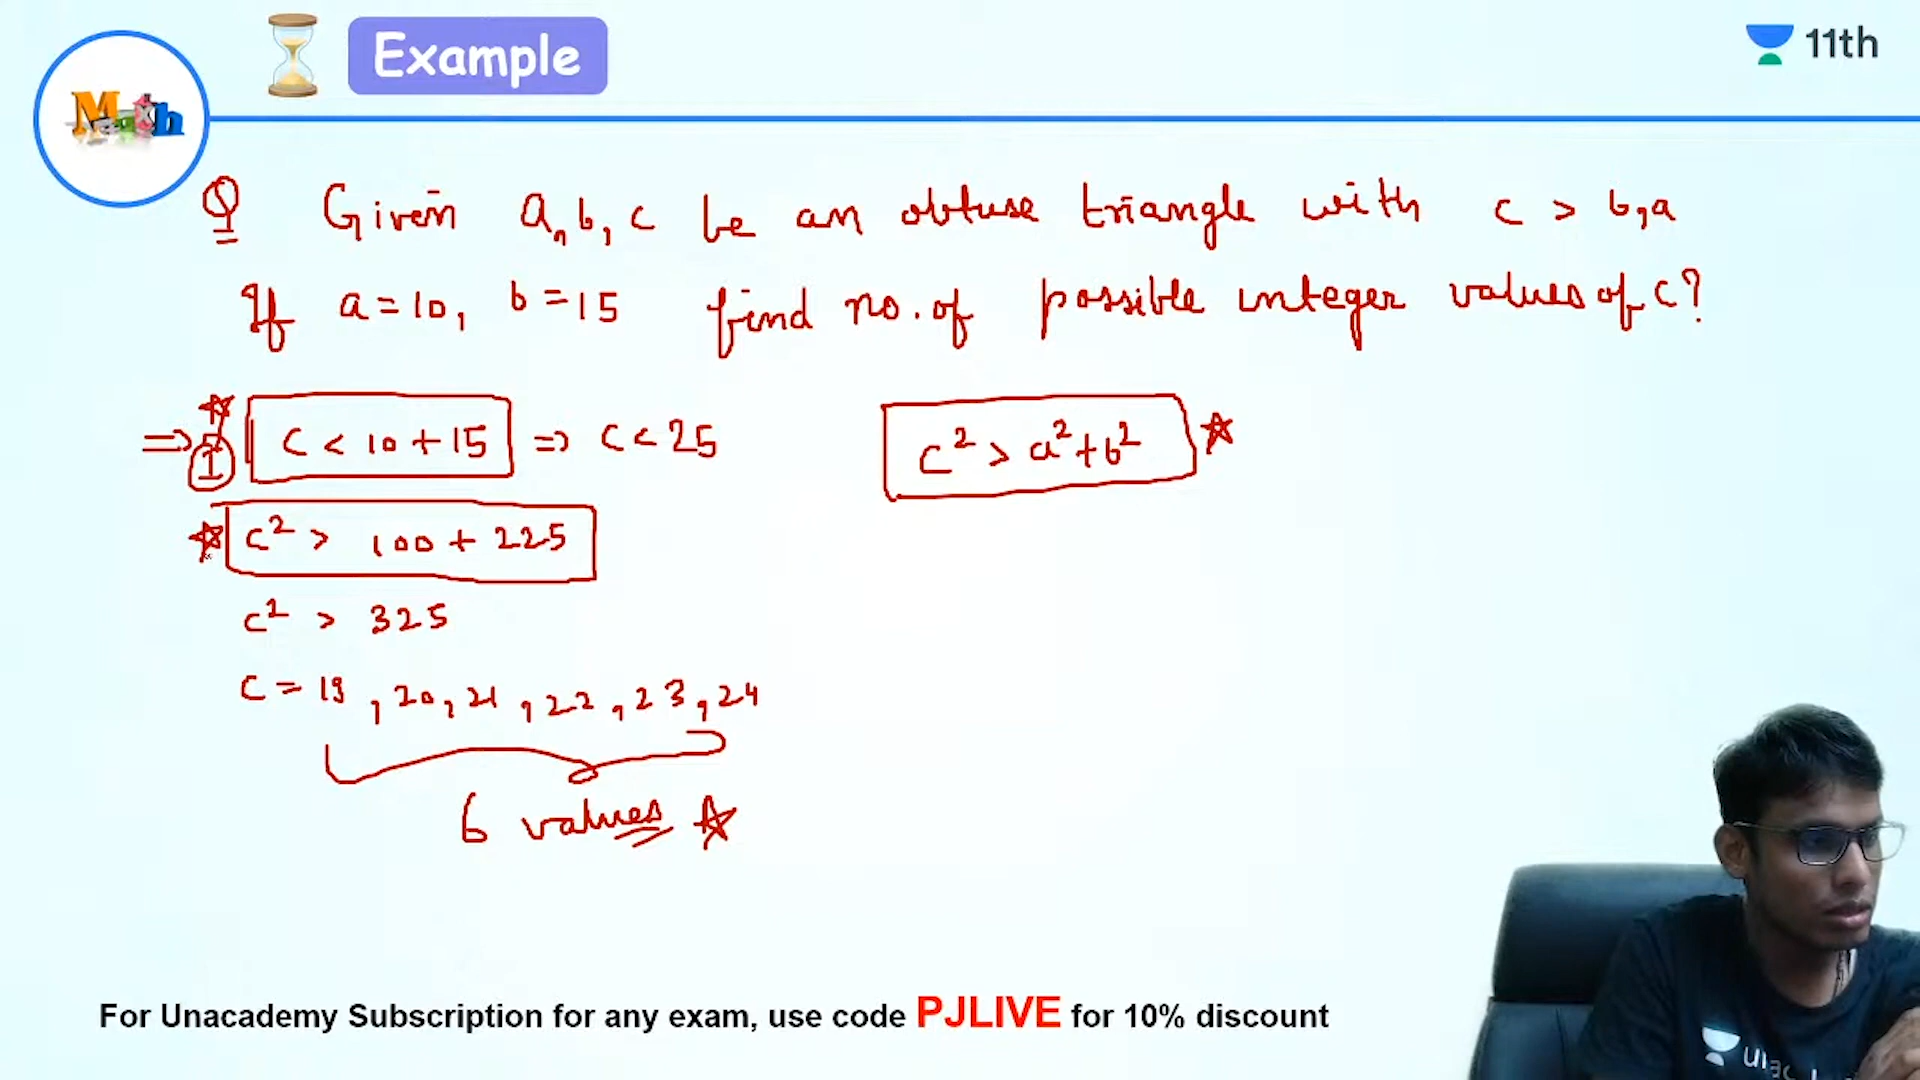 Math
Example
11th
Q Given a, b, c be an obtuse triangle with c > b, a
If a = 10, b = 15 find no. of possible integer values of c?
⇒ I c < 10 + 15 ⇒ c < 25
c² > a² + b²
c² > 100 + 225
c² > 325
c = 19, 20, 21, 22, 23, 24
6 values
For Unacademy Subscription for any exam, use code PJLIVE for 10% discount